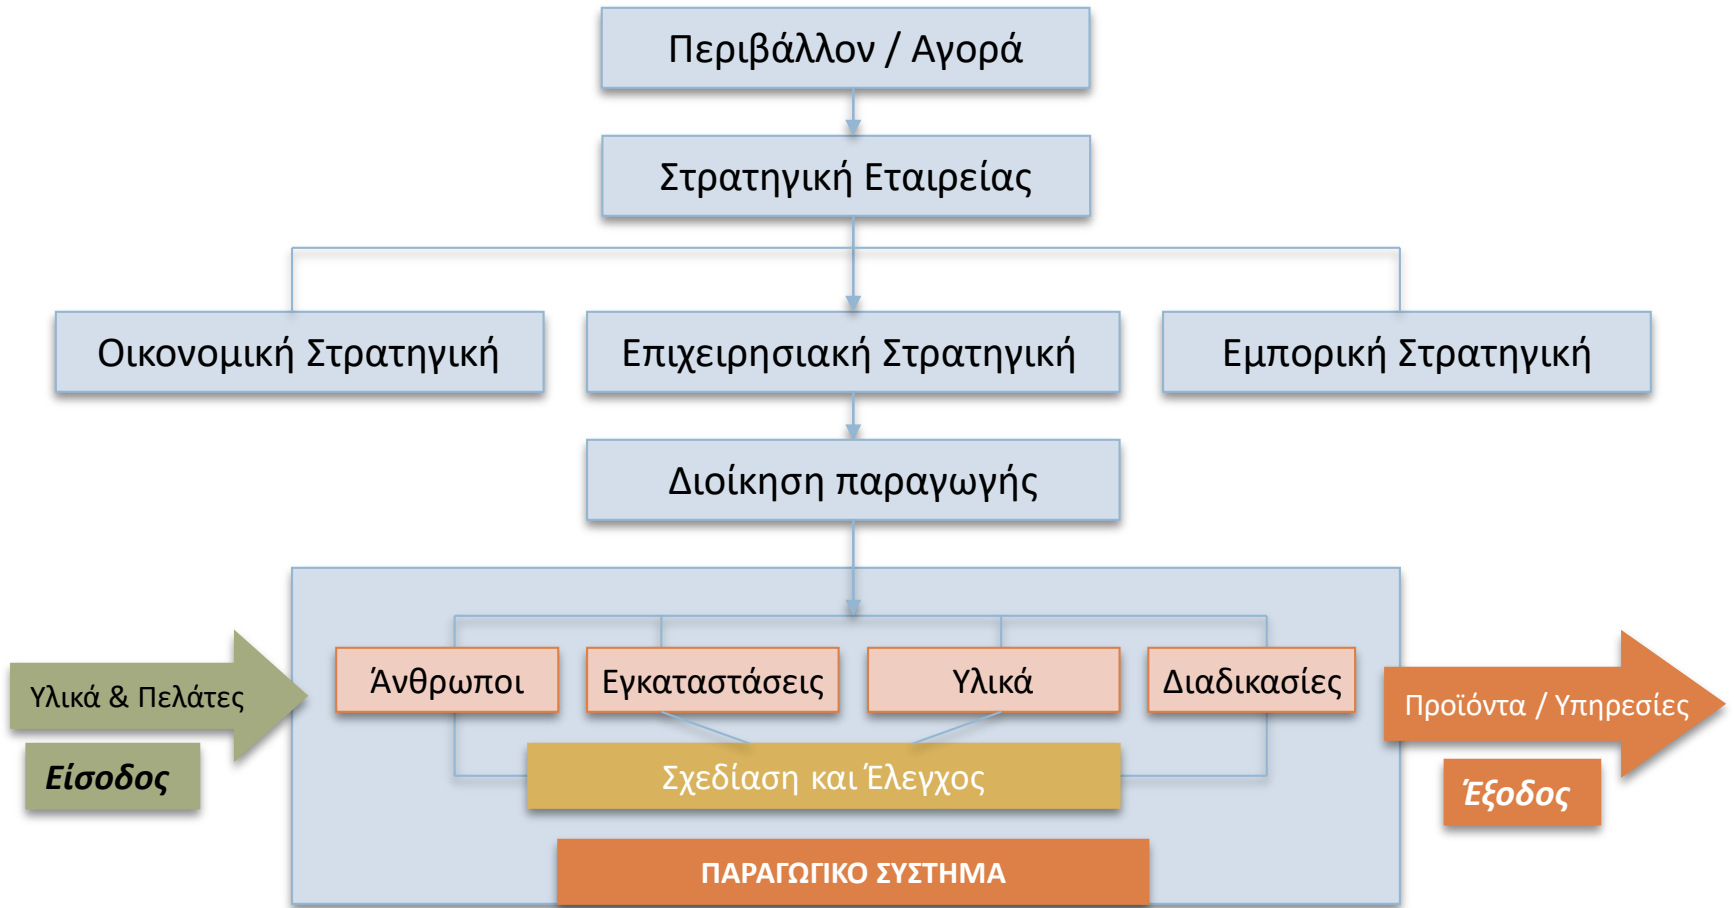 Περιβάλλον / Αγορά
Στρατηγική Εταιρείας
Οικονομική Στρατηγική
Επιχειρησιακή Στρατηγική
Εμπορική Στρατηγική
Διοίκηση παραγωγής
Υλικά & Πελάτες
Είσοδος
Άνθρωποι
Εγκαταστάσεις
Υλικά
Διαδικασίες
Σχεδίαση και Έλεγχος
ΠΑΡΑΓΩΓΙΚΟ ΣΥΣΤΗΜΑ
Προϊόντα / Υπηρεσίες
Έξοδος